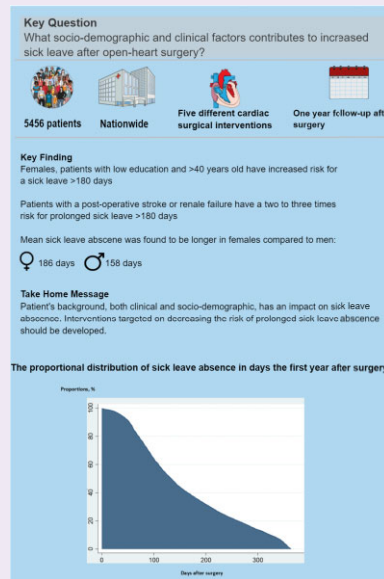 Key Question
What socio-demographic and clinical factors contributes to increased
sick leave after open-heart surgery?
5456 patients
Nationwide
Five different cardiac
surgical interventions
One year follow-up after
surgery
Key Finding
Females, patients with low education and >40 years old have increased risk for
a sick leave >180 days
Patients with a post-operative stroke or renale failure have a two to three times
risk for prolonged sick leave >180 days
Mean sick leave abscene was found to be longer in females compared to men:
186 days
158 days
Take Home Message
Patient's background, both clinical and socio-demographic, has an impact on sick leave
abscence. Interventions targeted on decreasing the risk of prolonged sick leave abscence
should be developed.
The proportional distribution of sick leave absence in days the first year after surgery
Proportions, %
100
80
60
40
20
0
0 100 200 300
Days after surgery